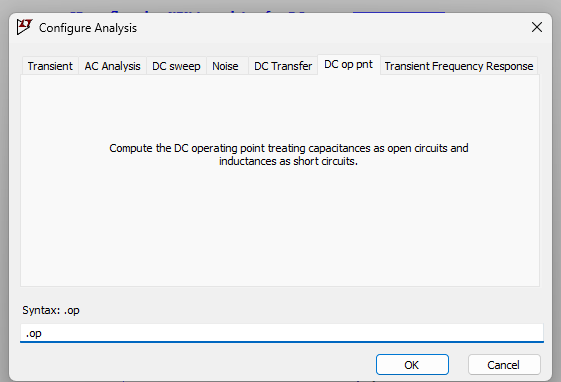 Configure Analysis
Transient AC Analysis DC sweep Noise DC Transfer DC op pnt Transient Frequency Response
Compute the DC operating point treating capacitances as open circuits and
inductances as short circuits.
Syntax: .op
.op
OK Cancel